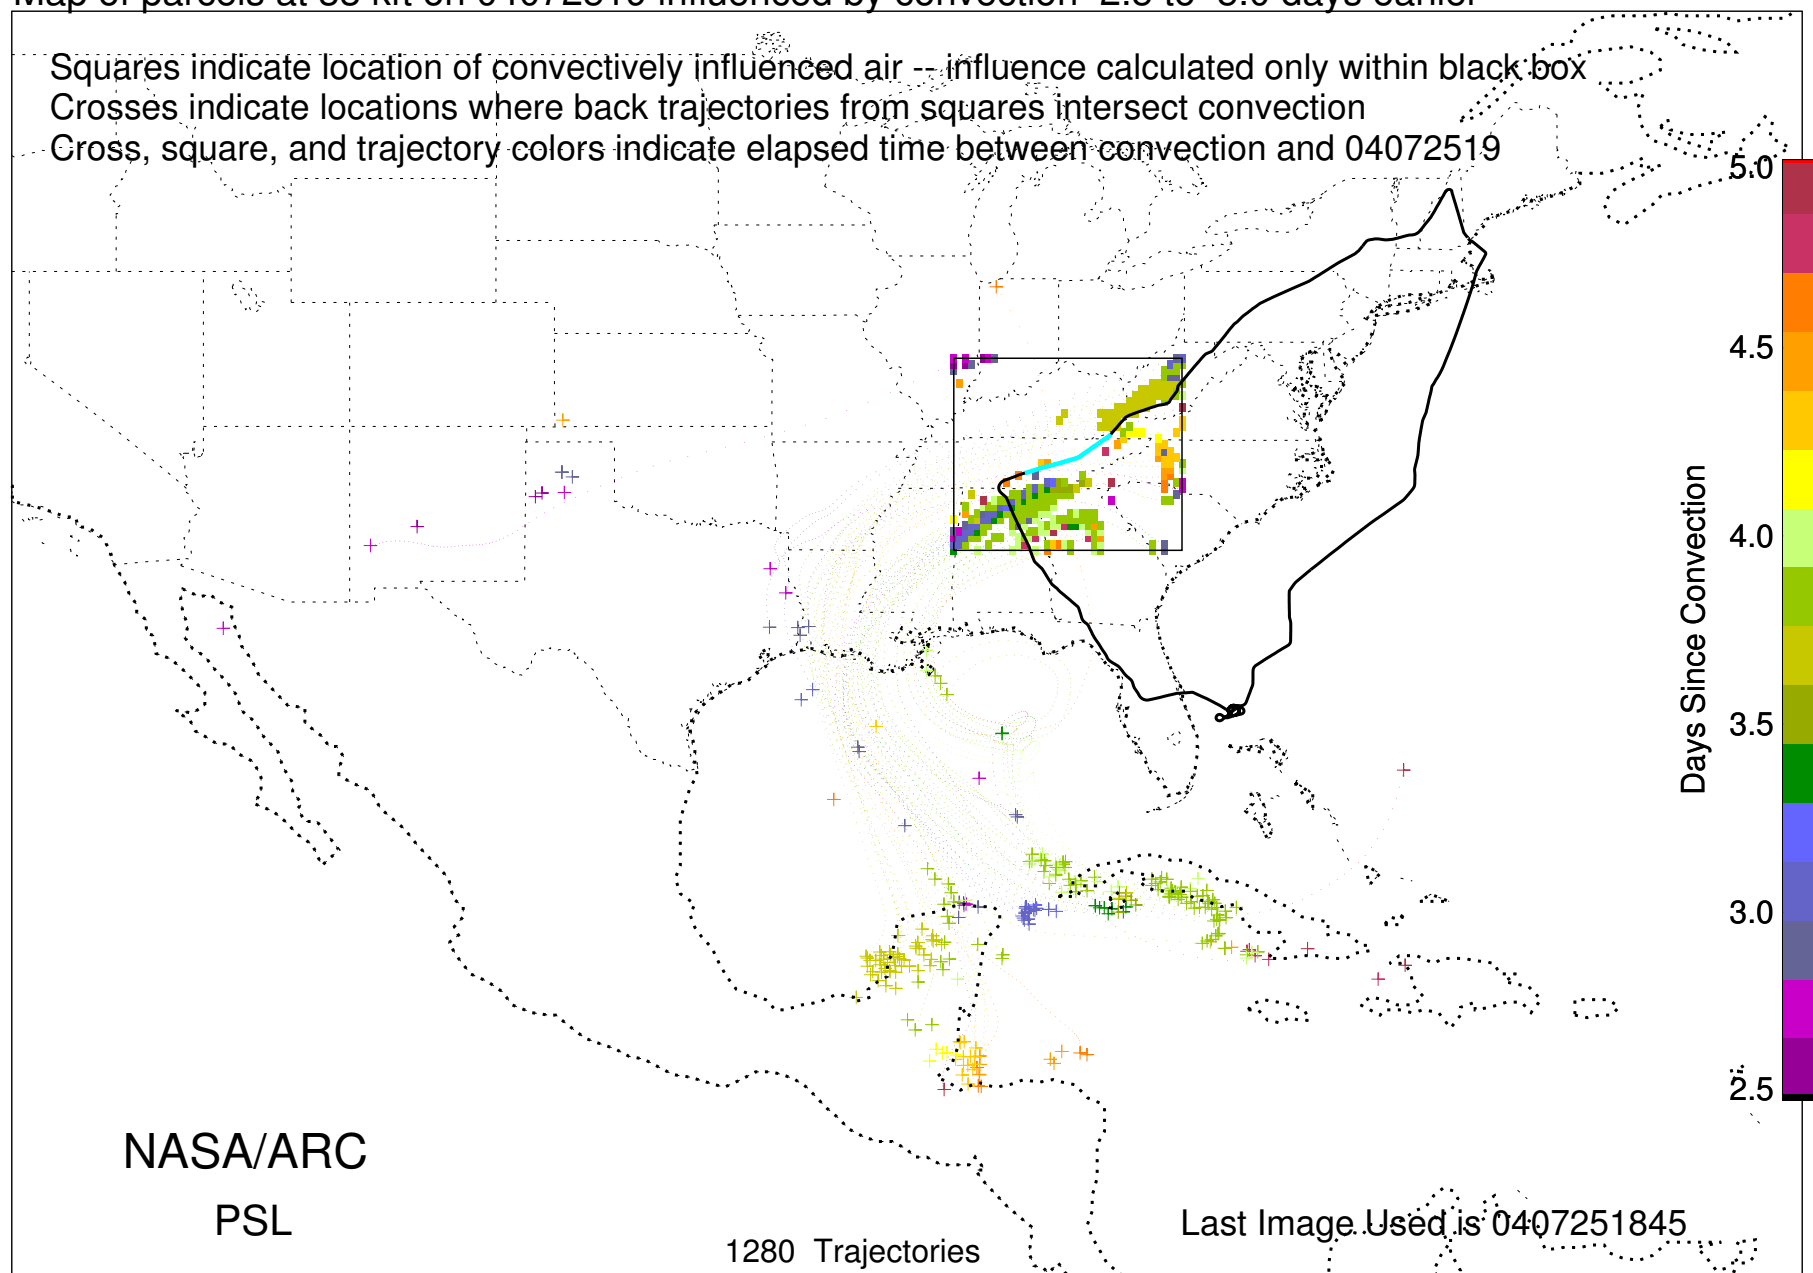 Squares indicate location of convectively influenced air -- influence calculated only within black box
Crosses indicate locations where back trajectories from squares intersect convection
Cross, square, and trajectory colors indicate elapsed time between convection and 04072519
5.0
4.5
4.0
3.5
3.0
2.5
Days Since Convection
NASA/ARC
PSL
1280 Trajectories
Last Image Used is 0407251845